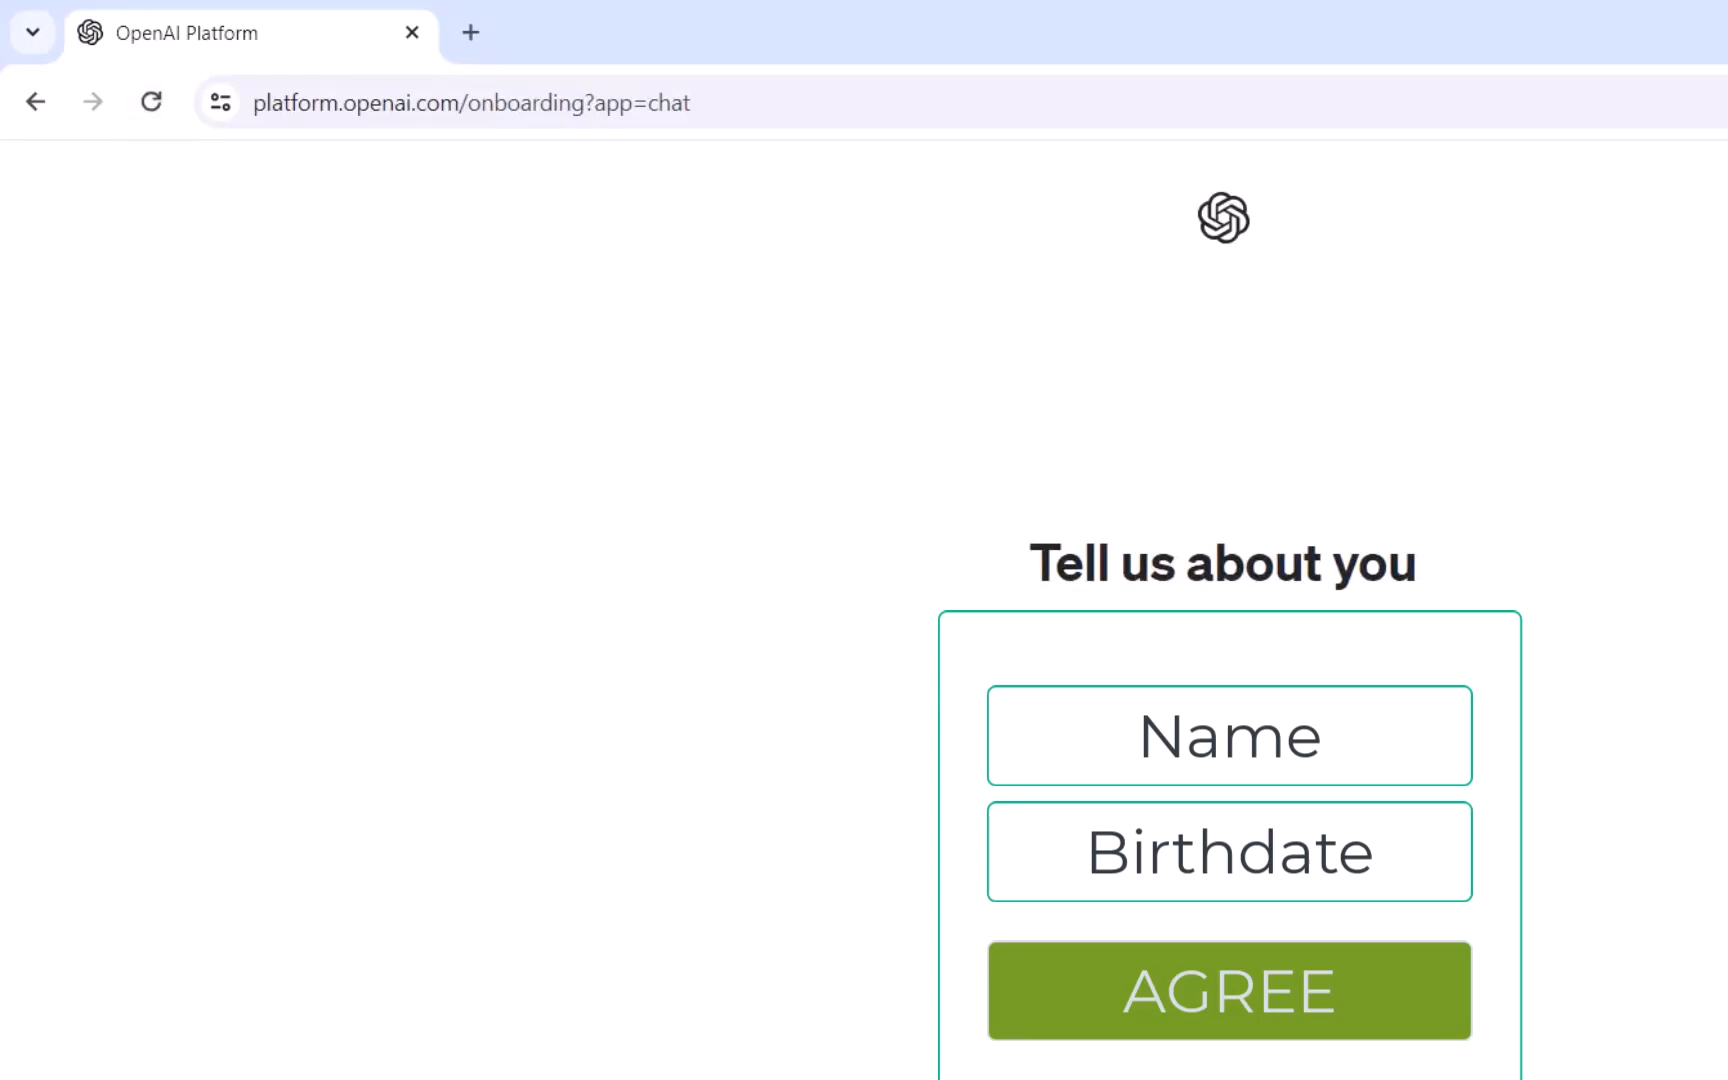 OpenAI Platform
platform.openai.com/onboarding?app=chat
Tell us about you
Name
Birthdate
AGREE